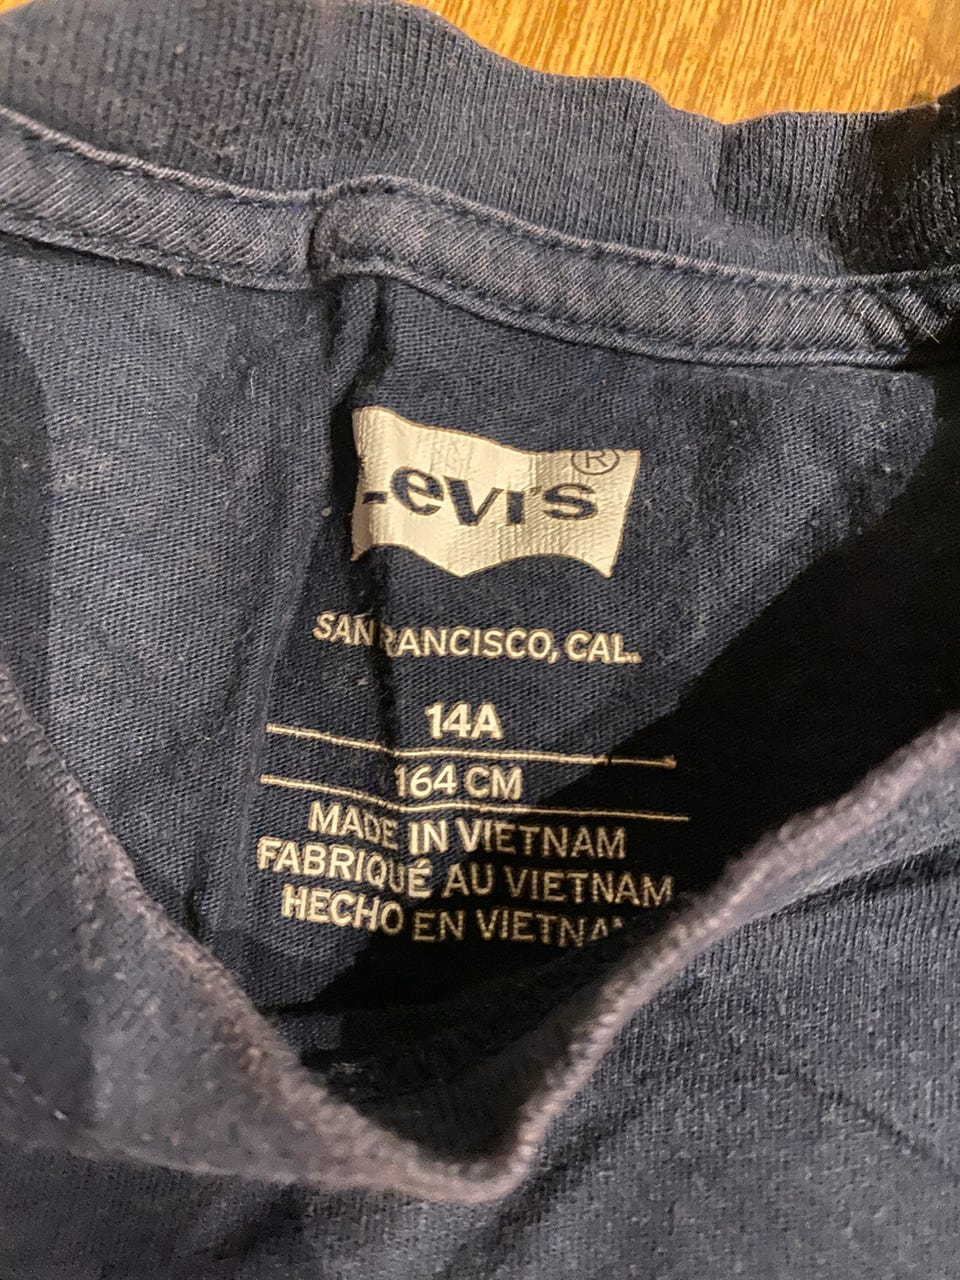 Levi's®
SAN FRANCISCO, CAL.
14A
164 CM
MADE IN VIETNAM
FABRIQUÉ AU VIETNAM
HECHO EN VIETNAM